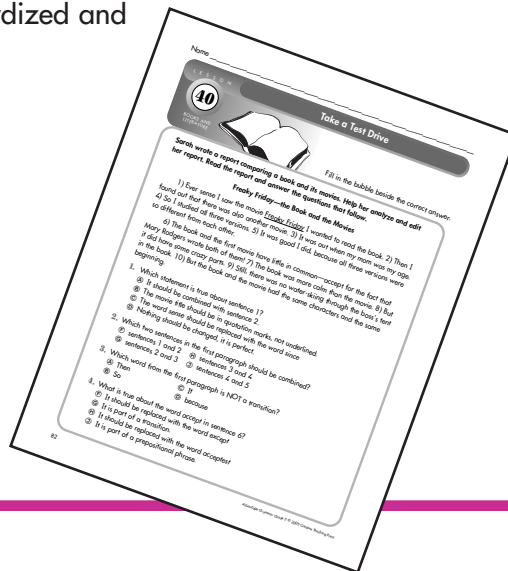 rdized and
Name
LESSON
40
BOOKS AND
LITERATURE
Take a Test Drive
Fill in the bubble beside the correct answer.
Sarah wrote a report comparing a book and its movies. Help her analyze and edit
her report. Read the report and answer the questions that follow.
Freaky Friday—the Book and the Movies
1) Ever sense I saw the movie Freaky Friday I wanted to read the book. 2) Then I
found out that there was also another movie. 3) It was out when my mom was my age.
4) So I studied all three versions. 5) It was good I did, because all three versions were
so different from each other.
6) The book and the first movie have little in common—accept for the fact that
Mary Rodgers wrote both of them! 7) The book was more calm than the movie. 8) But
it did have some crazy parts. 9) Still, there was no water-skiing through the boss's tent
in the book. 10) But the book and the movie had the same characters and the same
beginning.
1. Which statement is true about sentence 1?
Ⓐ It should be combined with sentence 2.
Ⓑ The movie title should be in quotation marks, not underlined.
Ⓒ The word sense should be replaced with the word since
Ⓓ Nothing should be changed, it is perfect.
2. Which two sentences in the first paragraph should be combined?
Ⓕ sentences 1 and 2 Ⓗ sentences 3 and 4
Ⓖ sentences 2 and 3 Ⓙ sentences 4 and 5
3. Which word from the first paragraph is NOT a transition?
Ⓐ Then Ⓒ It
Ⓑ So Ⓓ because
4. What is true about the word accept in sentence 6?
Ⓕ It should be replaced with the word except
Ⓖ It is part of a transition.
Ⓗ It should be replaced with the word acceptest
Ⓙ It is part of a prepositional phrase.
82